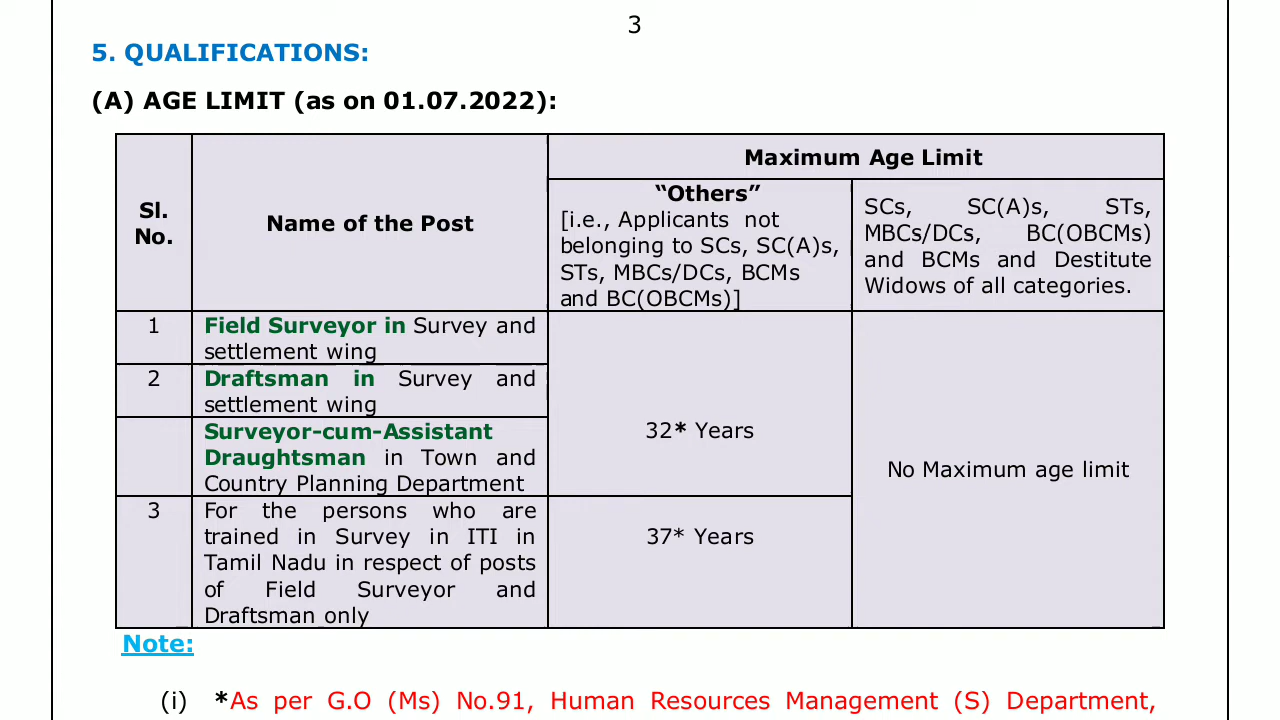 3
5. QUALIFICATIONS:
(A) AGE LIMIT (as on 01.07.2022):
Sl.
No.
Name of the Post
Maximum Age Limit
“Others”
[i.e., Applicants not
belonging to SCs, SC(A)s,
STs, MBCs/DCs, BCMs
and BC(OBCMs)]
SCs, SC(A)s, STs,
MBCs/DCs, BC(OBCMs)
and BCMs and Destitute
Widows of all categories.
1
Field Surveyor in Survey and
settlement wing
2
Draftsman in Survey and
settlement wing
Surveyor-cum-Assistant
Draughtsman in Town and
Country Planning Department
32* Years
No Maximum age limit
3
For the persons who are
trained in Survey in ITI in
Tamil Nadu in respect of posts
of Field Surveyor and
Draftsman only
37* Years
Note:
(i) *As per G.O (Ms) No.91, Human Resources Management (S) Department,